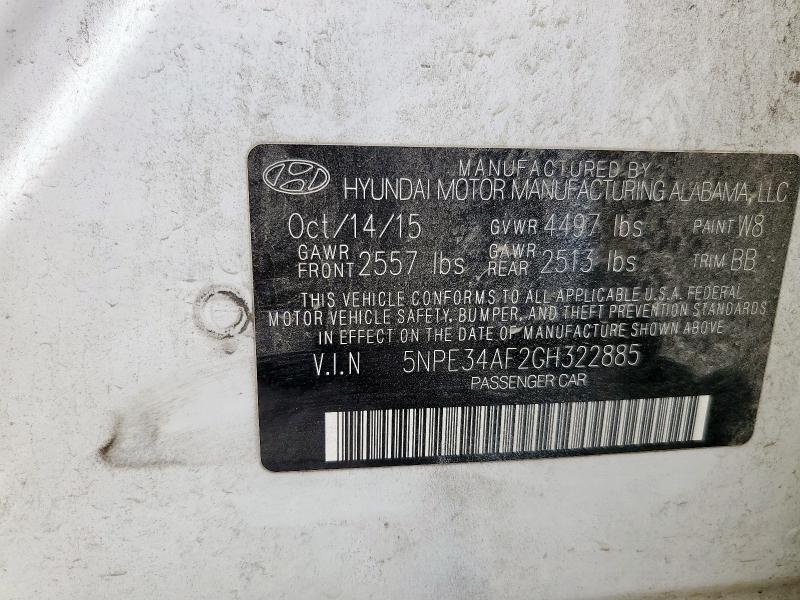 MANUFACTURED BY
HYUNDAI MOTOR MANUFACTURING ALABAMA, LLC
Oct/14/15 GVWR 4497 lbs PAINT W8
GAWR FRONT 2557 lbs GAWR REAR 2513 lbs TRIM BB
THIS VEHICLE CONFORMS TO ALL APPLICABLE U.S.A. FEDERAL
MOTOR VEHICLE SAFETY, BUMPER, AND THEFT PREVENTION STANDARDS
IN EFFECT ON THE DATE OF MANUFACTURE SHOWN ABOVE
V.I.N 5NPE34AF2GH322885
PASSENGER CAR